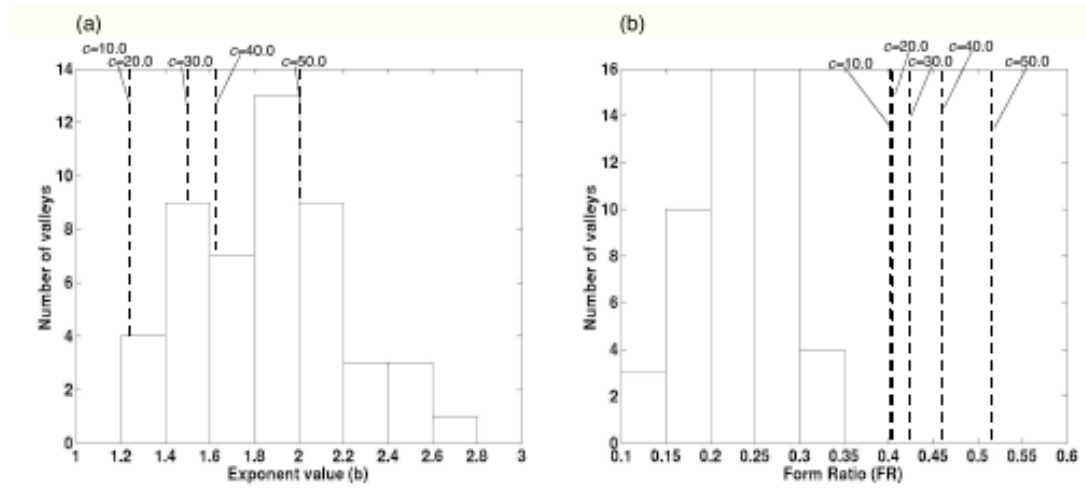 (a)
c=10.0
c=20.0
c=30.0
c=40.0
c=50.0
14
12
10
8
6
4
2
0
Number of valleys
1 1.2 1.4 1.6 1.8 2 2.2 2.4 2.6 2.8 3
Exponent value (b)
(b)
c=10.0
c=20.0
c=30.0
c=40.0
c=50.0
16
14
12
10
8
6
4
2
0
Number of valleys
0.1 0.15 0.2 0.25 0.3 0.35 0.4 0.45 0.5 0.55 0.6
Form Ratio (FR)